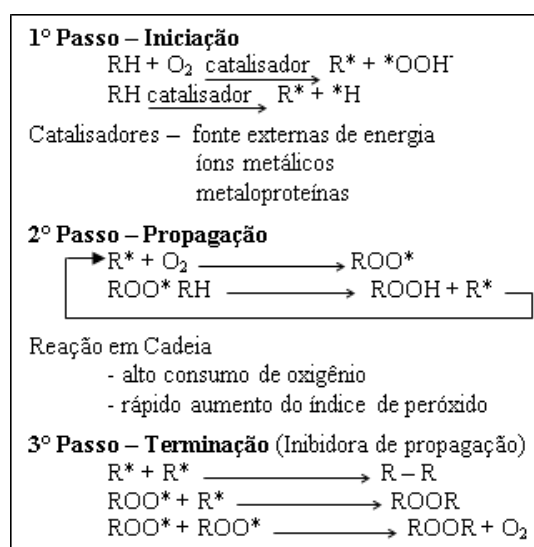 1° Passo – Iniciação
RH + O₂ catalisador → R* + *OOH⁻
RH catalisador → R* + *H
Catalisadores – fonte externas de energia
íons metálicos
metaloproteínas
2° Passo – Propagação
R* + O₂ → ROO*
ROO* RH → ROOH + R*
Reação em Cadeia
- alto consumo de oxigênio
- rápido aumento do índice de peróxido
3° Passo – Terminação (Inibidora de propagação)
R* + R* → R – R
ROO* + R* → ROOR
ROO* + ROO* → ROOR + O₂